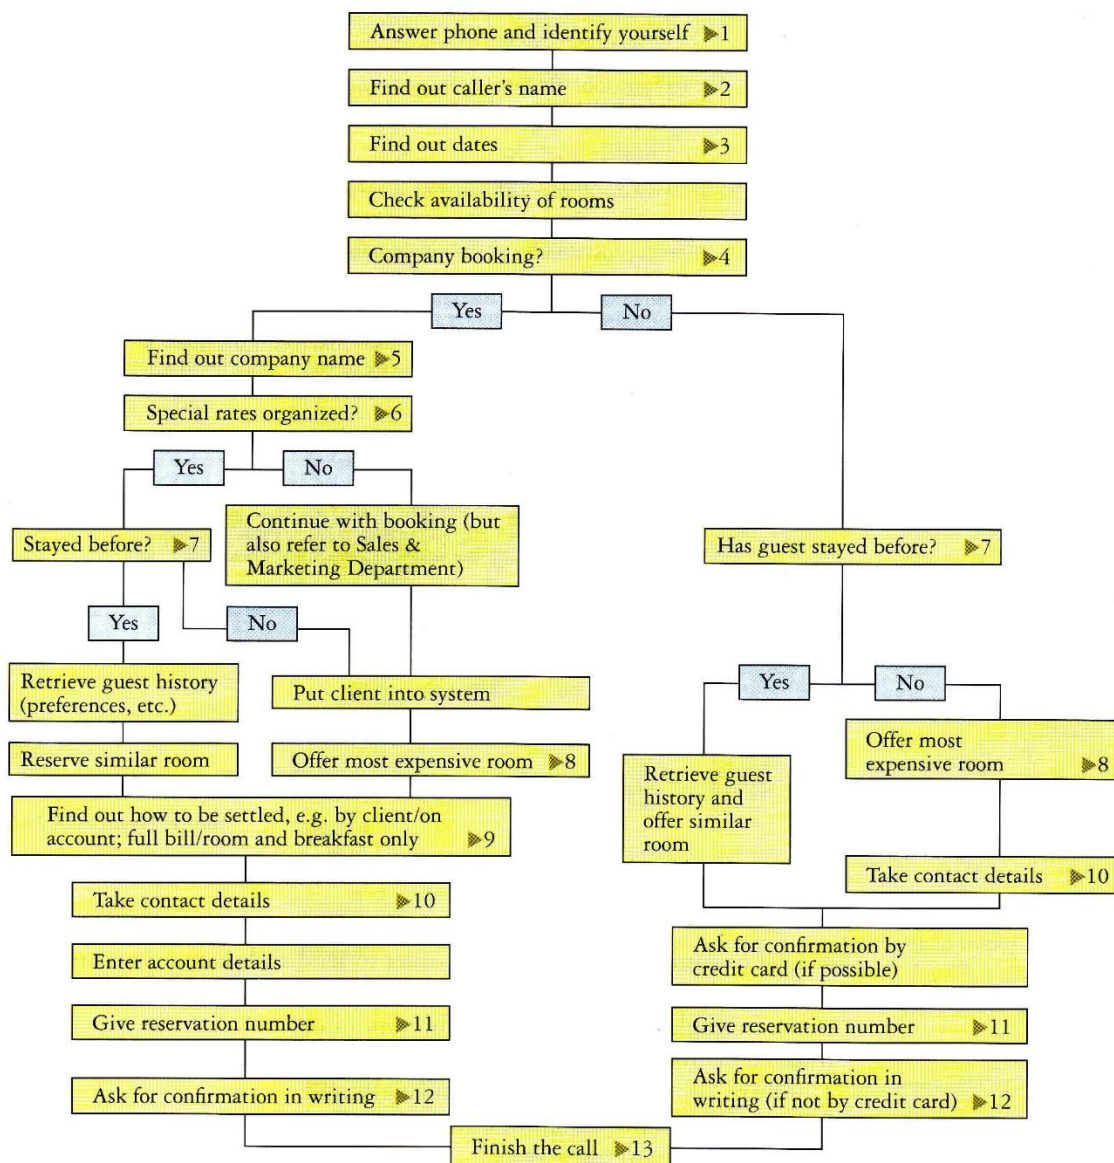 Answer phone and identify yourself ▶1
Find out caller's name ▶2
Find out dates ▶3
Check availability of rooms
Company booking? ▶4
Yes
No
Find out company name ▶5
Special rates organized? ▶6
Yes
No
Stayed before? ▶7
Continue with booking (but
also refer to Sales &
Marketing Department)
Yes
No
Retrieve guest history
(preferences, etc.)
Put client into system
Reserve similar room
Offer most expensive room ▶8
Find out how to be settled, e.g. by client/on
account; full bill/room and breakfast only ▶9
Take contact details ▶10
Enter account details
Give reservation number ▶11
Ask for confirmation in writing ▶12
Has guest stayed before? ▶7
Yes
No
Retrieve guest
history and
offer similar
room
Offer most
expensive room ▶8
Take contact details ▶10
Ask for confirmation by
credit card (if possible)
Give reservation number ▶11
Ask for confirmation in
writing (if not by credit card) ▶12
Finish the call ▶13